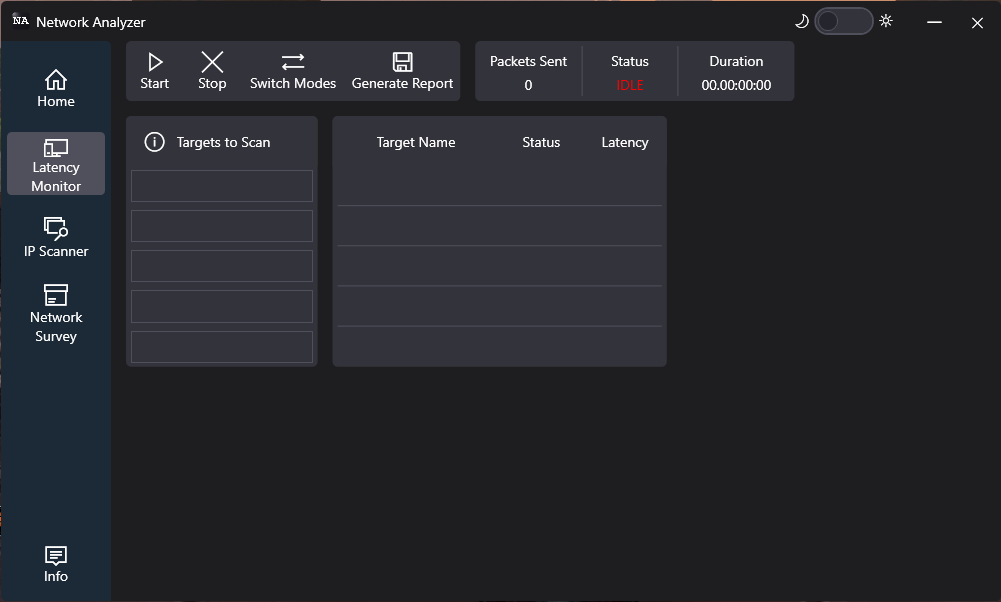 NA Network Analyzer
Home
Latency
Monitor
IP Scanner
Network
Survey
Info
Start
Stop
Switch Modes
Generate Report
Packets Sent
0
Status
IDLE
Duration
00.00:00:00
Targets to Scan
Target Name Status Latency